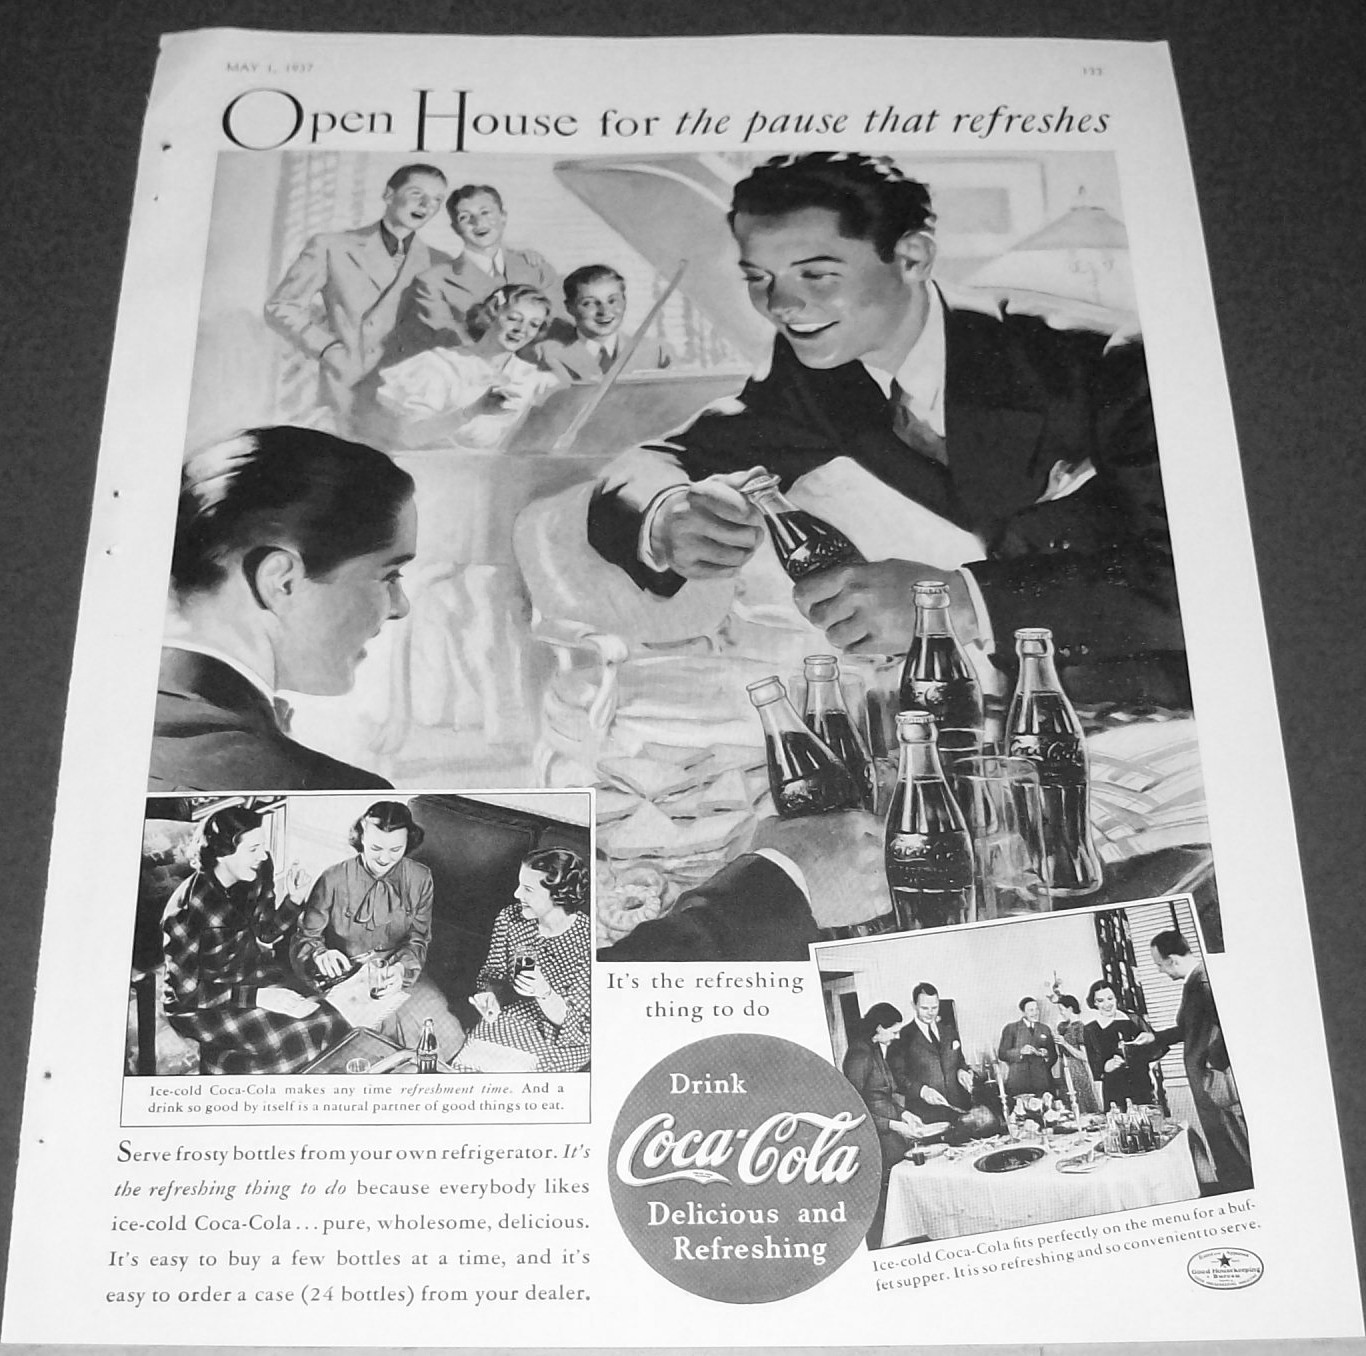 MAY 1, 1937
122
Open House for the pause that refreshes
Coca-Cola
It's the refreshing
thing to do
Ice-cold Coca-Cola makes any time refreshment time. And a
drink so good by itself is a natural partner of good things to eat.
Serve frosty bottles from your own refrigerator. It's
the refreshing thing to do because everybody likes
ice-cold Coca-Cola...pure, wholesome, delicious.
It's easy to buy a few bottles at a time, and it's
easy to order a case (24 bottles) from your dealer.
Drink
Coca-Cola
Delicious and
Refreshing
Ice-cold Coca-Cola fits perfectly on the menu for a buf-
fet supper. It is so refreshing and so convenient to serve.
Good Housekeeping
Bureau